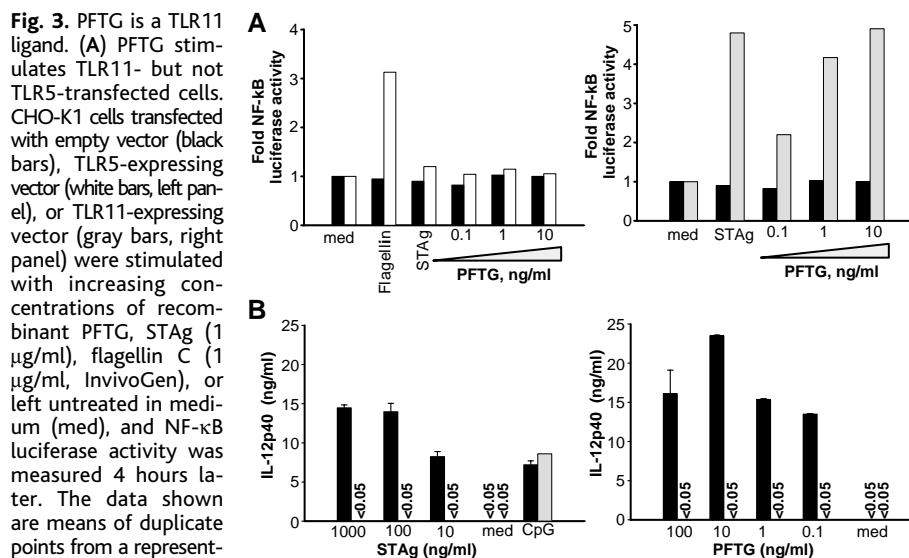 Fig. 3. PFTG is a TLR11
ligand. (A) PFTG stim-
ulates TLR11- but not
TLR5-transfected cells.
CHO-K1 cells transfected
with empty vector (black
bars), TLR5-expressing
vector (white bars, left pan-
el), or TLR11-expressing
vector (gray bars, right
panel) were stimulated
with increasing con-
centrations of recom-
binant PFTG, STAg (1
μg/ml), flagellin C (1
μg/ml, InvivoGen), or
left untreated in medi-
um (med), and NF-κB
luciferase activity was
measured 4 hours la-
ter. The data shown
are means of duplicate
points from a represent-
A
Fold NF-kB
luciferase activity
4
3
2
1
0
med
Flagellin
STAg
0.1
1
10
PFTG, ng/ml
Fold NF-kB
luciferase activity
5
4
3
2
1
0
med
STAg
0.1
1
10
PFTG, ng/ml
B
IL-12p40 (ng/ml)
25
20
15
10
5
0
<0.05
<0.05
<0.05
<0.05
<0.05
1000
100
10
med
CpG
STAg (ng/ml)
IL-12p40 (ng/ml)
25
20
15
10
5
0
<0.05
<0.05
<0.05
<0.05
<0.05
<0.05
100
10
1
0.1
med
PFTG (ng/ml)